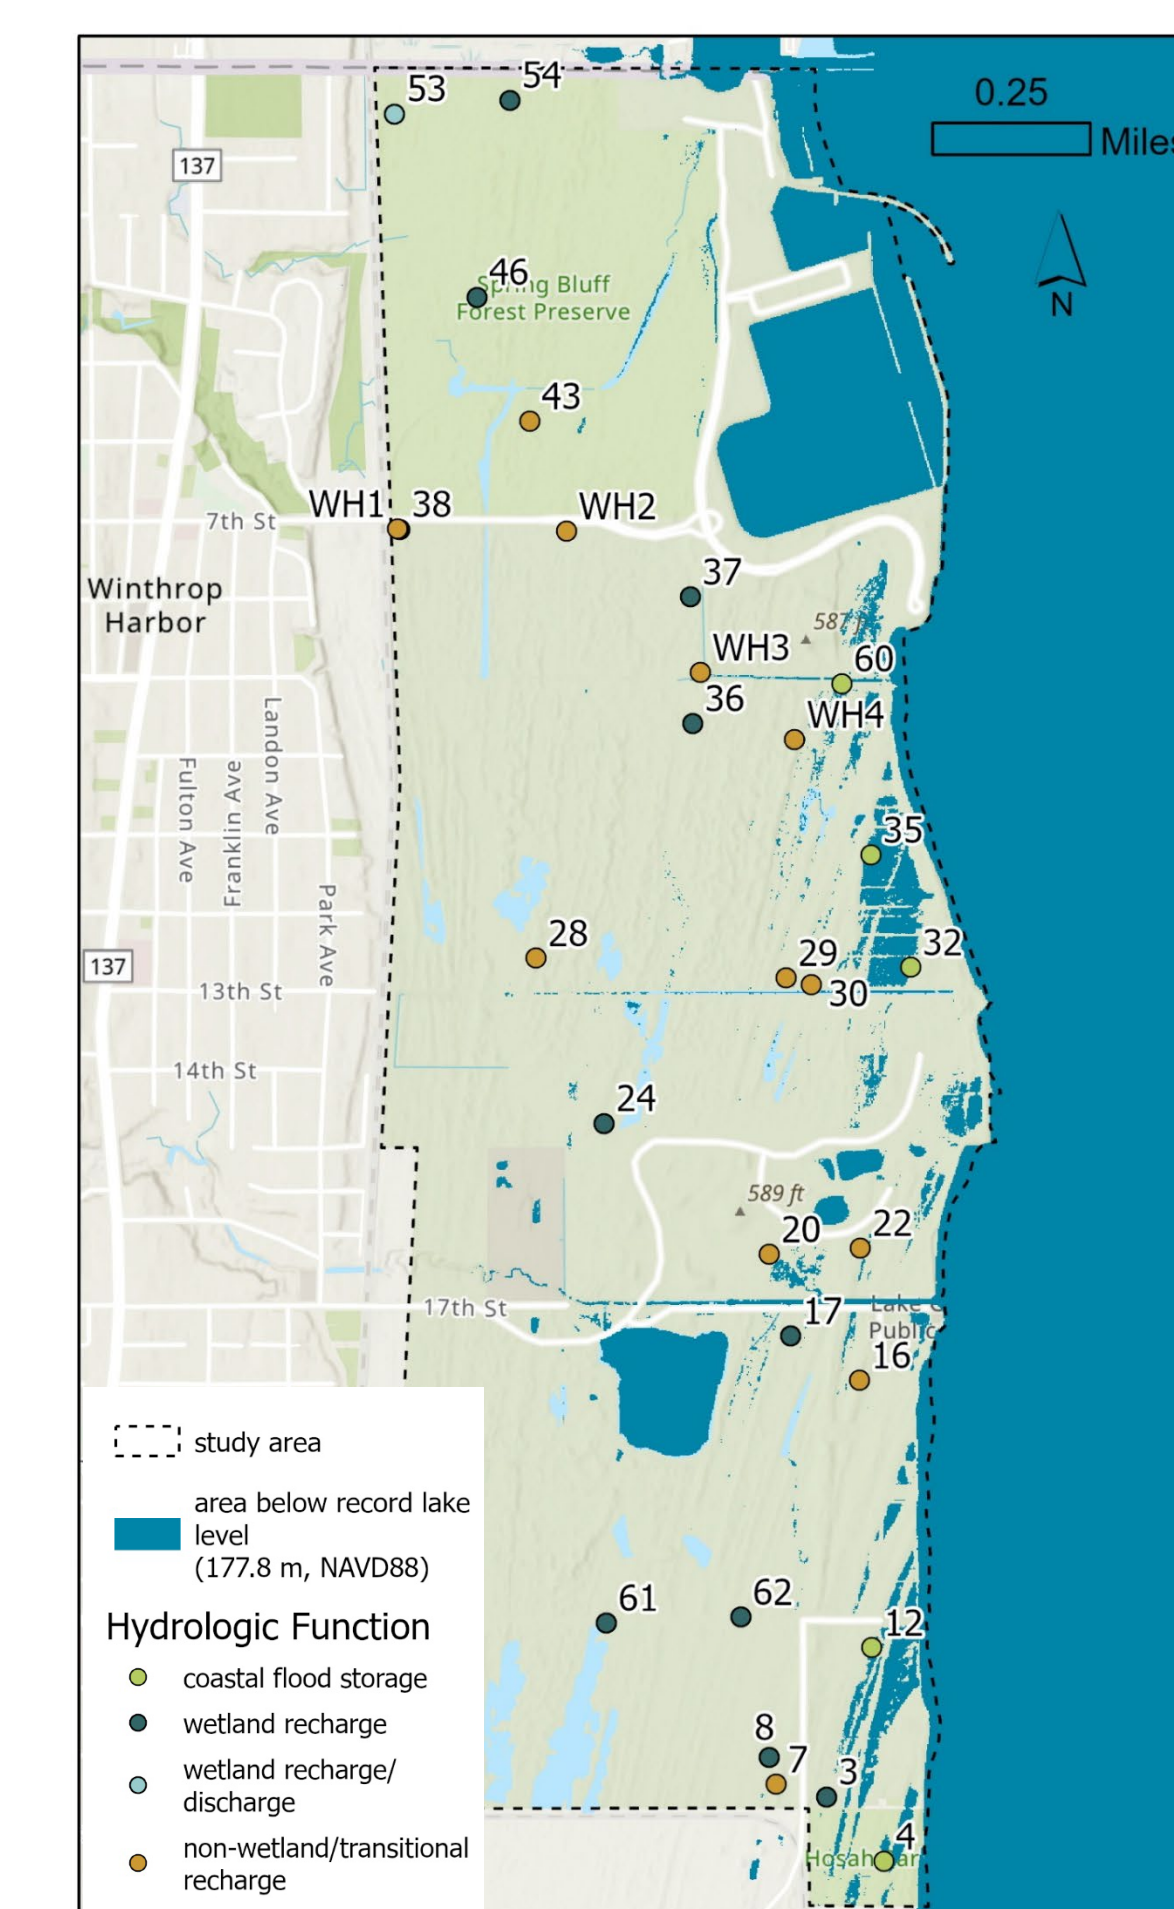 54
53
0.25
Miles
137
N
46
Spring Bluff
Forest Preserve
43
WH1
38
WH2
7th St
37
Winthrop
Harbor
587 f
WH3
60
36
WH4
Landon Ave
Fulton Ave
Franklin Ave
35
Park Ave
28
32
29
137
13th St
30
14th St
24
589 ft
20
22
17th St
17
Lake
Public
16
study area
area below record lake
level
(177.8 m, NAVD88)
Hydrologic Function
61
62
12
coastal flood storage
wetland recharge
8
7
wetland recharge/
discharge
3
4
non-wetland/transitional
recharge
Hosah